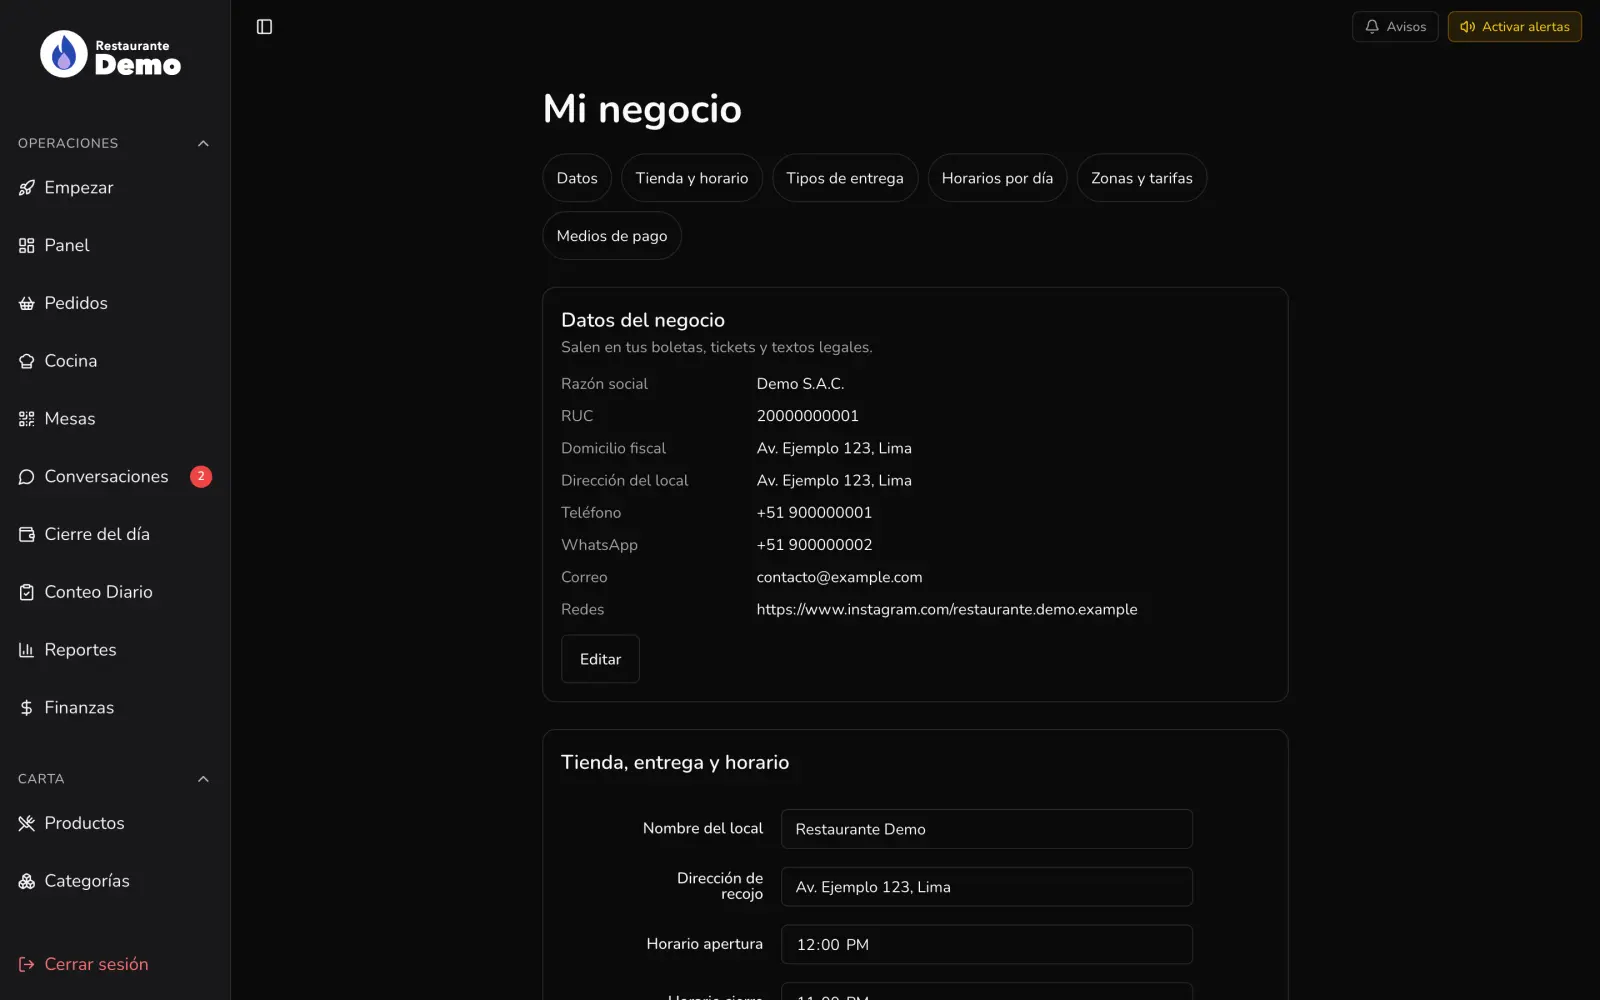 Restaurante
Demo
OPERACIONES
Empezar
Panel
Pedidos
Cocina
Mesas
Conversaciones 2
Cierre del día
Conteo Diario
Reportes
Finanzas
CARTA
Productos
Categorías
Cerrar sesión
Avisos
Activar alertas
Mi negocio
Datos
Tienda y horario
Tipos de entrega
Horarios por día
Zonas y tarifas
Medios de pago
Datos del negocio
Salen en tus boletas, tickets y textos legales.
Razón social Demo S.A.C.
RUC 20000000001
Domicilio fiscal Av. Ejemplo 123, Lima
Dirección del local Av. Ejemplo 123, Lima
Teléfono +51 900000001
WhatsApp +51 900000002
Correo contacto@example.com
Redes https://www.instagram.com/restaurante.demo.example
Editar
Tienda, entrega y horario
Nombre del local Restaurante Demo
Dirección de
recojo Av. Ejemplo 123, Lima
Horario apertura 12:00 PM
Horario cierre 11:00 PM